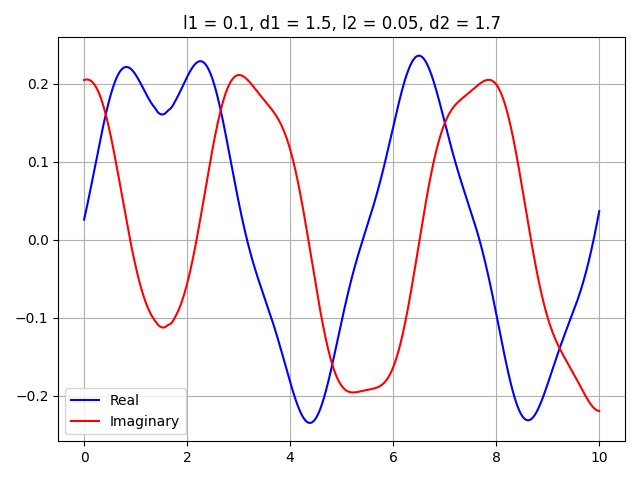 l1 = 0.1, d1 = 1.5, l2 = 0.05, d2 = 1.7
0.2
0.1
0.0
−0.1
−0.2
Real
Imaginary
0 2 4 6 8 10